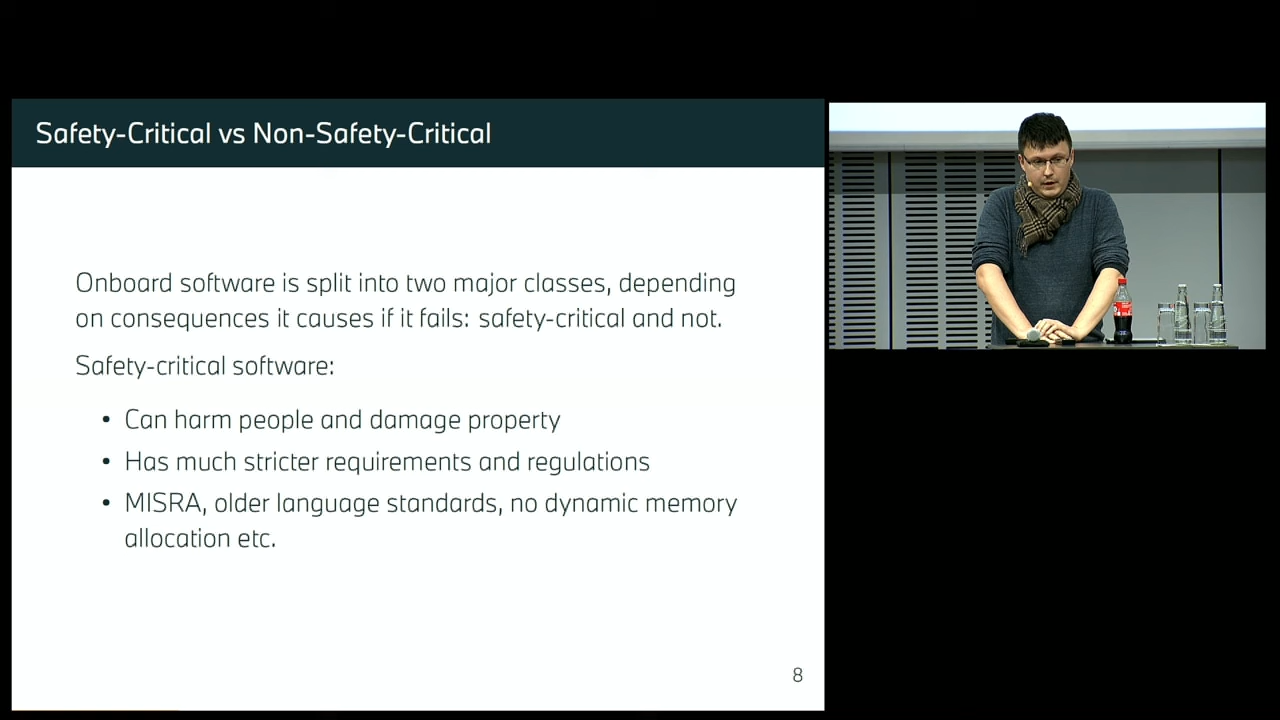 Safety-Critical vs Non-Safety-Critical
Onboard software is split into two major classes, depending
on consequences it causes if it fails: safety-critical and not.
Safety-critical software:
• Can harm people and damage property
• Has much stricter requirements and regulations
• MISRA, older language standards, no dynamic memory
allocation etc.
8